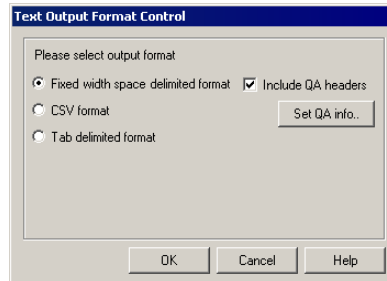 Text Output Format Control
Please select output format
Fixed width space delimited format Include QA headers
CSV format Set QA info..
Tab delimited format
OK Cancel Help